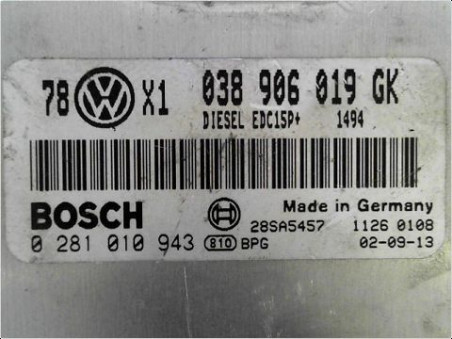 78 VW X1 038 906 019 GK
DIESEL EDC15P+ 1494
BOSCH Made in Germany
28SA5457 1126 0108
0 281 010 943 810 BPG 02-09-13